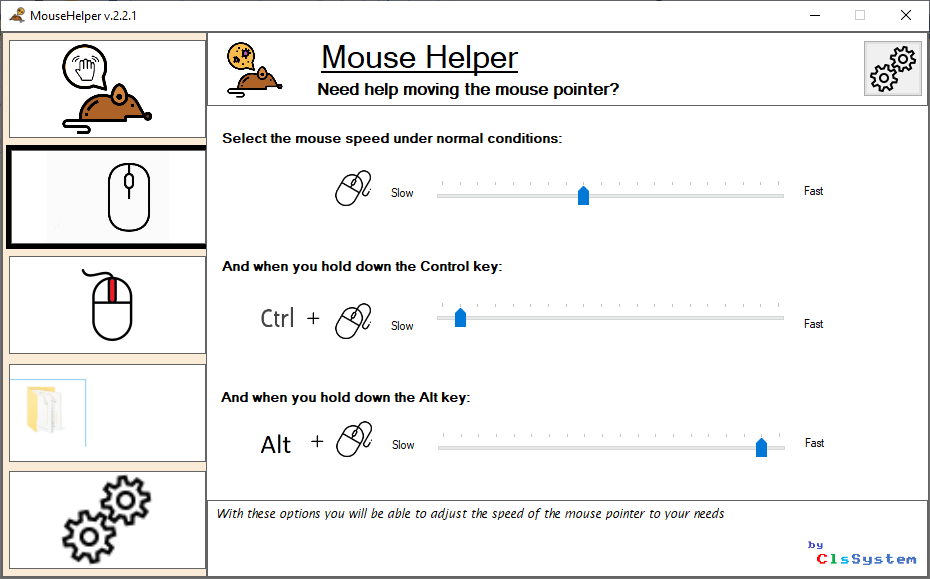 MouseHelper v.2.2.1
Mouse Helper
Need help moving the mouse pointer?
Select the mouse speed under normal conditions:
Slow
Fast
And when you hold down the Control key:
Ctrl +
Slow
Fast
And when you hold down the Alt key:
Alt +
Slow
Fast
With these options you will be able to adjust the speed of the mouse pointer to your needs
by
ClsSystem